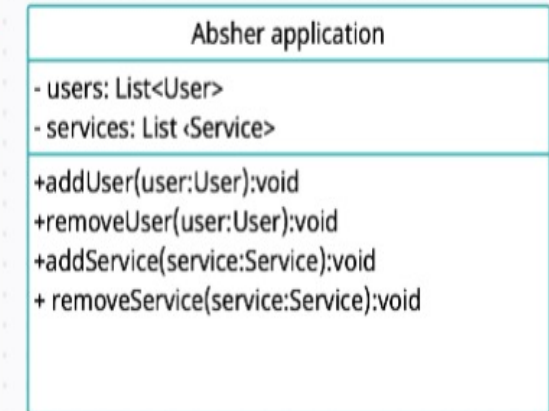 Absher application
- users: List<User>
- services: List <Service>
+addUser(user:User):void
+removeUser(user:User):void
+addService(service:Service):void
+ removeService(service:Service):void